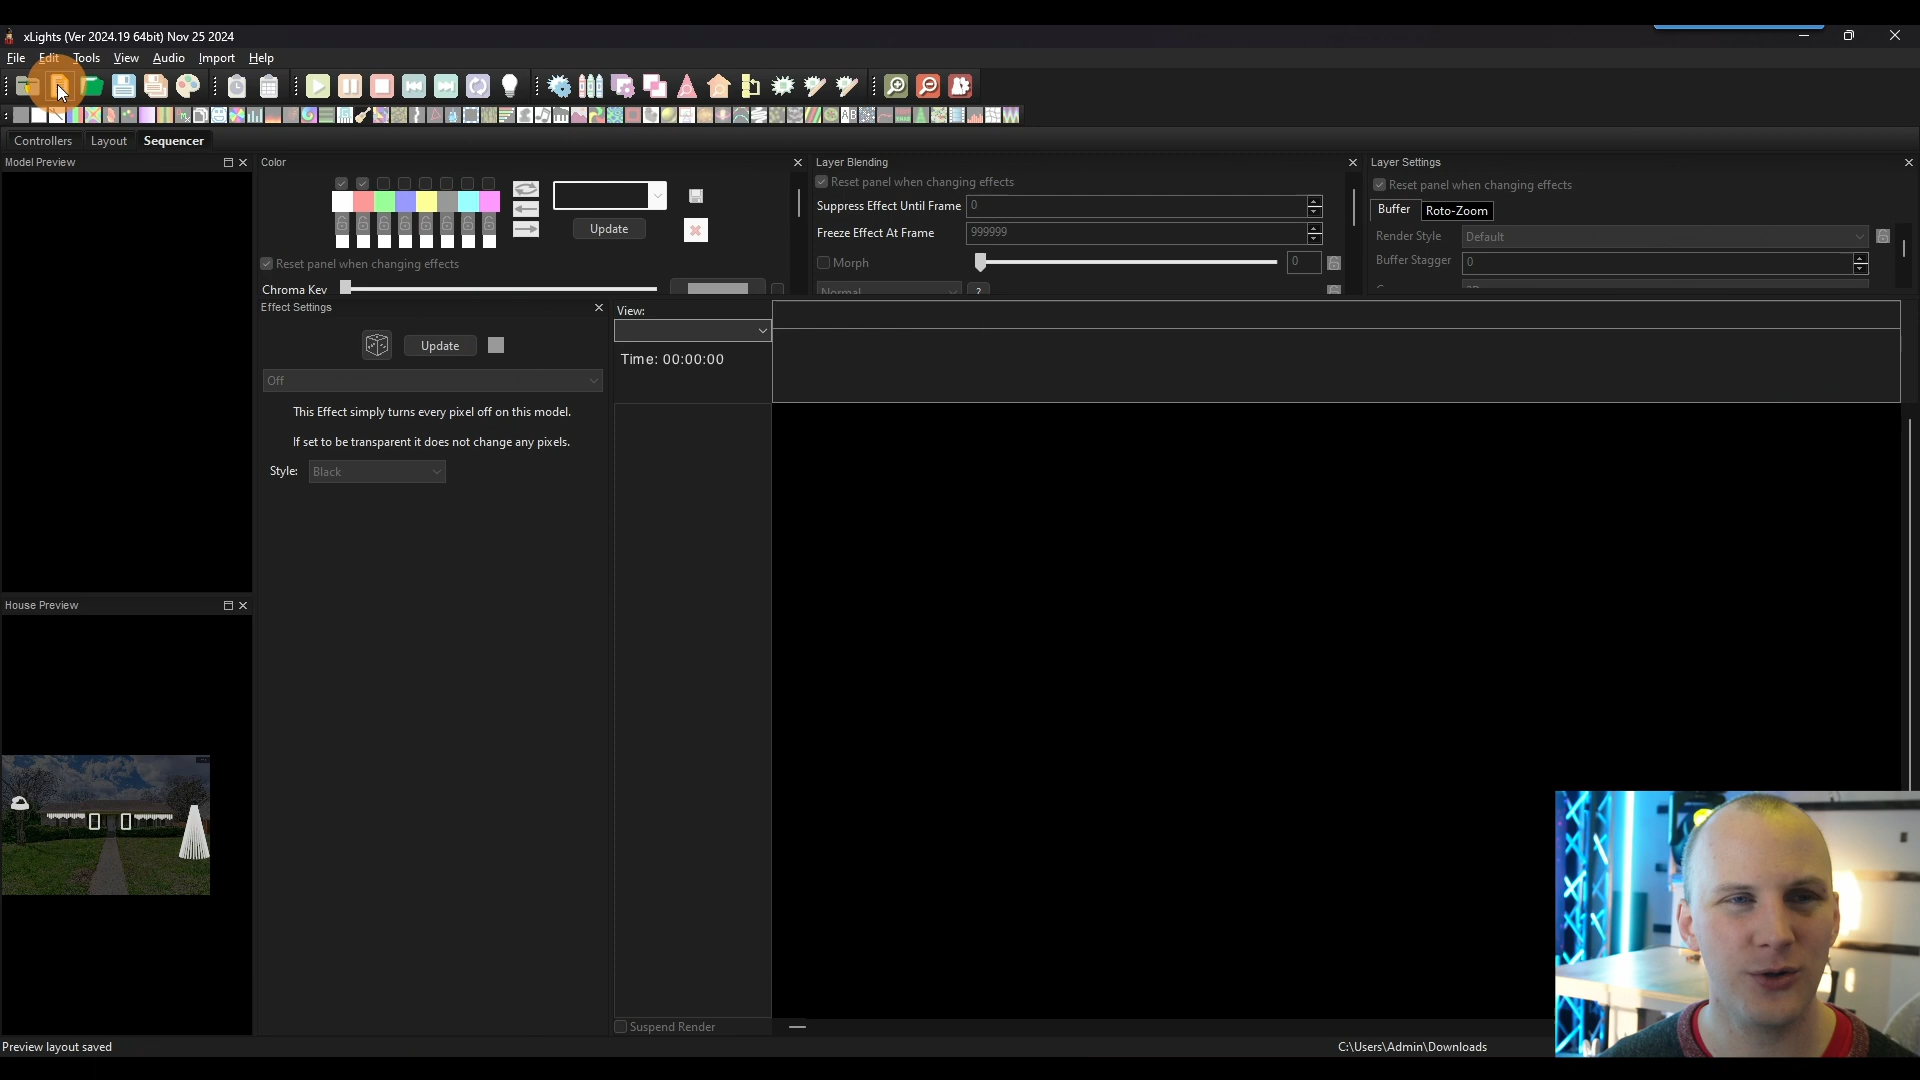 xLights (Ver 2024.19 64bit) Nov 25 2024
File Edit Tools View Audio Import Help
Controllers Layout Sequencer
Model Preview
Color
Layer Blending
Layer Settings
Reset panel when changing effects
Suppress Effect Until Frame 0
Freeze Effect At Frame 999999
Morph 0
Normal ?
Reset panel when changing effects
Buffer Roto-Zoom
Render Style Default
Buffer Stagger 0
Update
Reset panel when changing effects
Chroma Key
Effect Settings
Update
Off
This Effect simply turns every pixel off on this model.
If set to be transparent it does not change any pixels.
Style: Black
View:
Time: 00:00:00
House Preview
Suspend Render
Preview layout saved
C:\Users\Admin\Downloads